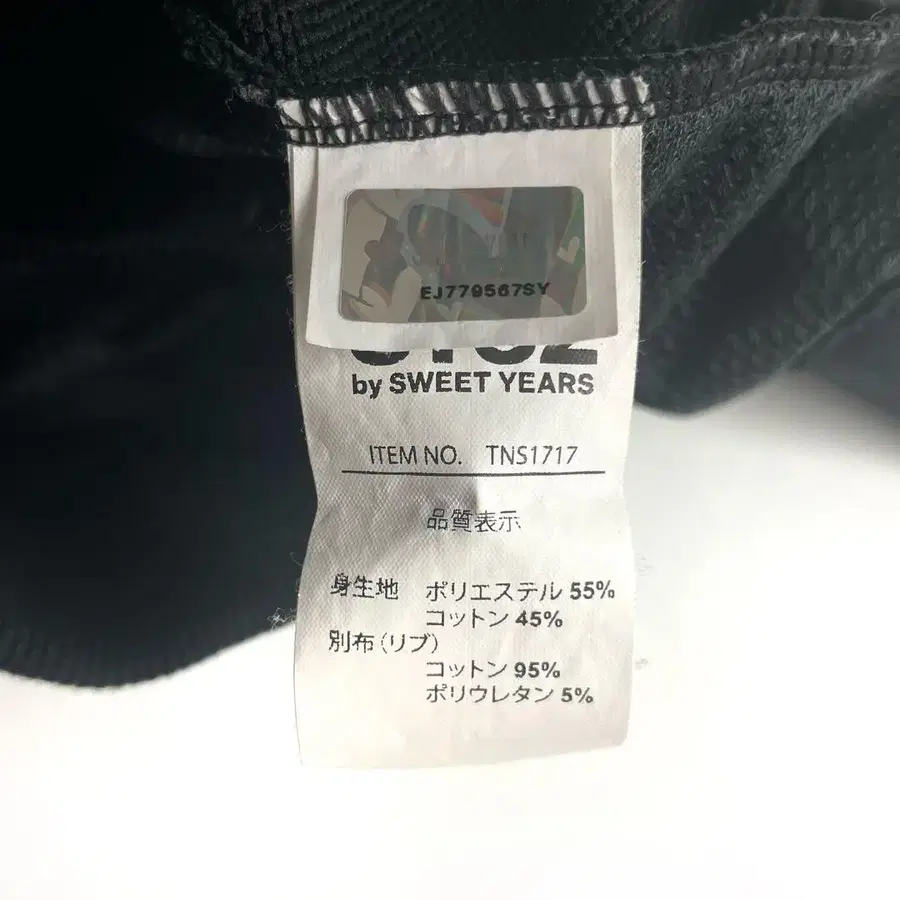 EJ779567SY
by SWEET YEARS
ITEM NO. TNS1717
品質表示
身生地 ポリエステル 55%
コットン 45%
別布(リブ)
コットン 95%
ポリウレタン 5%